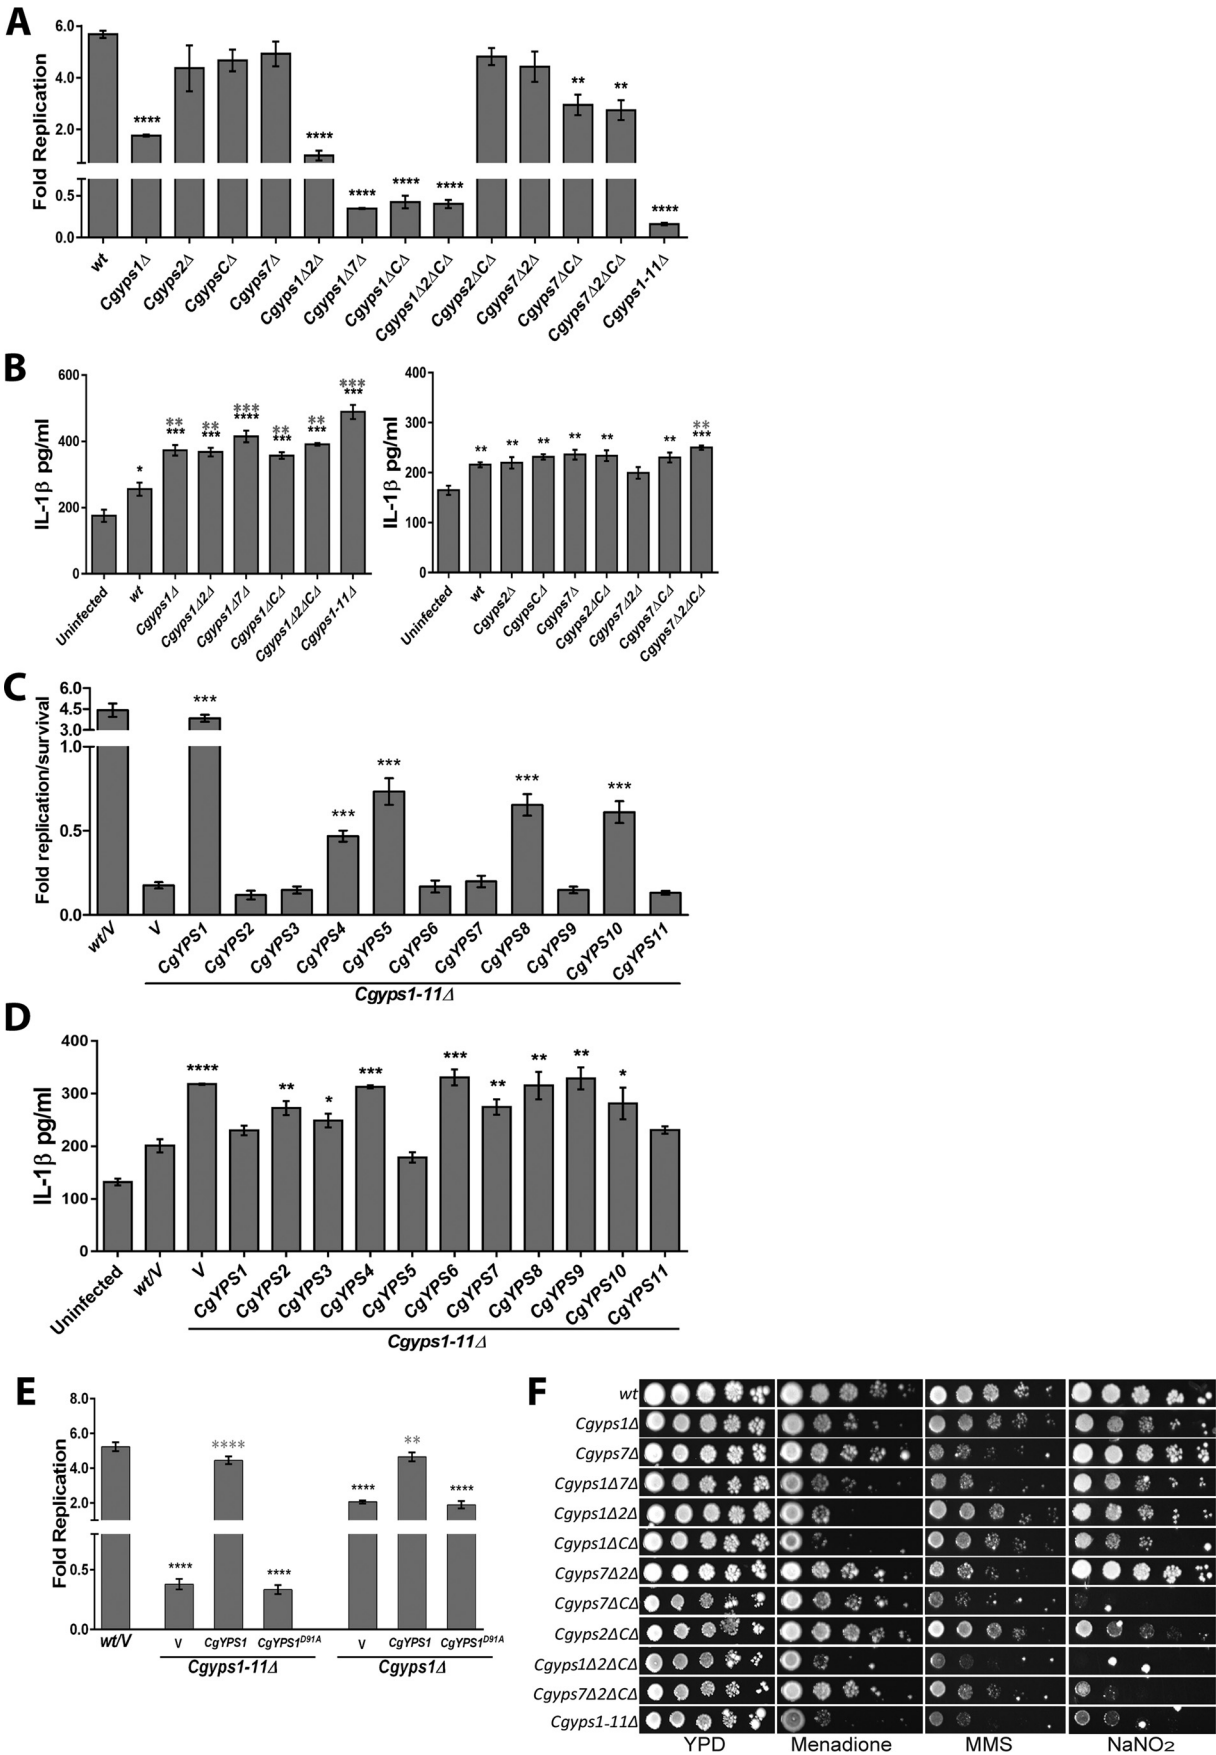 A
Fold Replication
6.0
4.0
2.0
0.5
0.0
****
****
****
****
****
**
**
****
wt
Cgyps1Δ
Cgyps2Δ
CgypsCΔ
Cgyps7Δ
Cgyps1Δ2Δ
Cgyps1Δ7Δ
Cgyps1ΔCΔ
Cgyps1Δ2ΔCΔ
Cgyps2ΔCΔ
Cgyps7Δ2Δ
Cgyps7ΔCΔ
Cgyps7Δ2ΔCΔ
Cgyps1-11Δ
B
IL-1β pg/ml
600
400
200
0
*
** ***
** ***
*** ****
** ***
** ***
*** ***
Uninfected
wt
Cgyps1Δ
Cgyps1Δ2Δ
Cgyps1Δ7Δ
Cgyps1ΔCΔ
Cgyps1Δ2ΔCΔ
Cgyps1-11Δ
IL-1β pg/ml
400
300
200
100
0
**
**
**
**
**
**
** ***
Uninfected
wt
Cgyps2Δ
CgypsCΔ
Cgyps7Δ
Cgyps2ΔCΔ
Cgyps7Δ2Δ
Cgyps7ΔCΔ
Cgyps7Δ2ΔCΔ
C
Fold replication/survival
6.0
4.5
3.0
1.0
0.5
0.0
***
***
***
***
***
wt/V
V
CgYPS1
CgYPS2
CgYPS3
CgYPS4
CgYPS5
CgYPS6
CgYPS7
CgYPS8
CgYPS9
CgYPS10
CgYPS11
Cgyps1-11Δ
D
IL-1β pg/ml
400
300
200
100
0
****
**
*
***
***
**
**
**
*
Uninfected
wt/V
V
CgYPS1
CgYPS2
CgYPS3
CgYPS4
CgYPS5
CgYPS6
CgYPS7
CgYPS8
CgYPS9
CgYPS10
CgYPS11
Cgyps1-11Δ
E
Fold Replication
8.0
6.0
4.0
2.0
0.5
0.0
****
****
****
****
**
****
wt/V
V
CgYPS1
CgYPS1D91A
V
CgYPS1
CgYPS1D91A
Cgyps1-11Δ
Cgyps1Δ
F
wt
Cgyps1Δ
Cgyps7Δ
Cgyps1Δ7Δ
Cgyps1Δ2Δ
Cgyps1ΔCΔ
Cgyps7Δ2Δ
Cgyps7ΔCΔ
Cgyps2ΔCΔ
Cgyps1Δ2ΔCΔ
Cgyps7Δ2ΔCΔ
Cgyps1-11Δ
YPD
Menadione
MMS
NaNO2